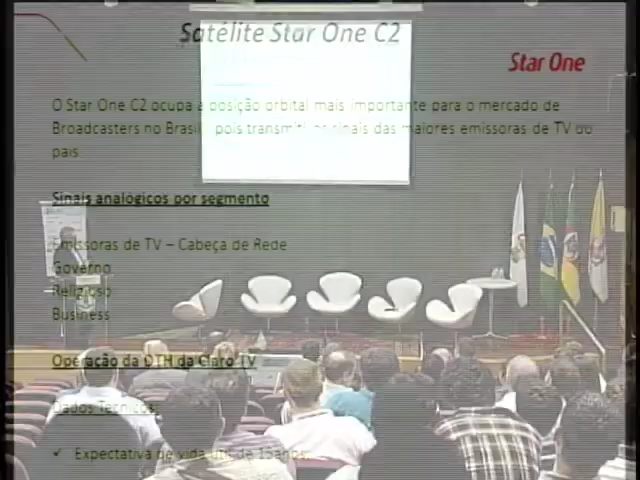 Satélite Star One C2
Star One
O Star One C2 ocupa a posição orbital mais importante para o mercado de
Broadcasters no Brasil, pois transmite os sinais das maiores emissoras de TV do
país
Sinais analógicos por segmento
Emissoras de TV – Cabeça de Rede
Governo
Religioso
Business
Operação da DTH da Claro TV
Dados Técnicos:
✓ Expectativa de vida útil de 15anos;